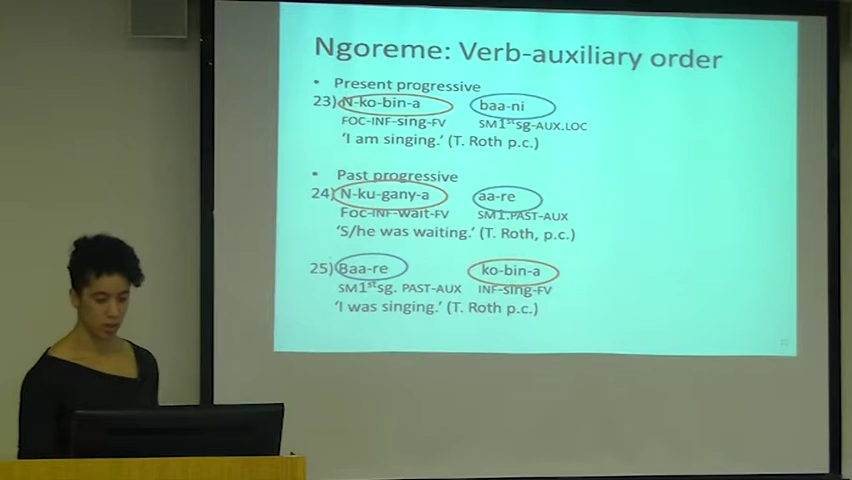 Ngoreme: Verb-auxiliary order
• Present progressive
23) N-ko-bin-a baa-ni
FOC-INF-sing-FV SM1stsg-AUX.LOC
‘I am singing.’ (T. Roth p.c.)
• Past progressive
24) N-ku-gany-a aa-re
FOC-INF-wait-FV SM1.PAST-AUX
‘S/he was waiting.’ (T. Roth, p.c.)
25) Baa-re ko-bin-a
SM1stsg. PAST-AUX INF-sing-FV
‘I was singing.’ (T. Roth p.c.)